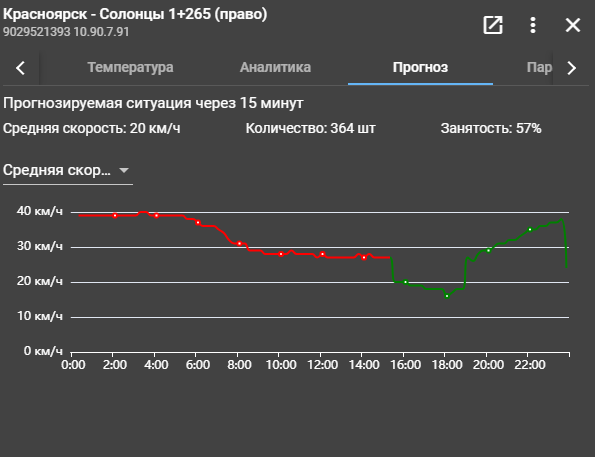 Красноярск - Солонцы 1+265 (право)
9029521393 10.90.7.91
Температура Аналитика Прогноз Пар
Прогнозируемая ситуация через 15 минут
Средняя скорость: 20 км/ч Количество: 364 шт Занятость: 57%
Средняя скор...
40 км/ч
30 км/ч
20 км/ч
10 км/ч
0 км/ч
0:00 2:00 4:00 6:00 8:00 10:00 12:00 14:00 16:00 18:00 20:00 22:00